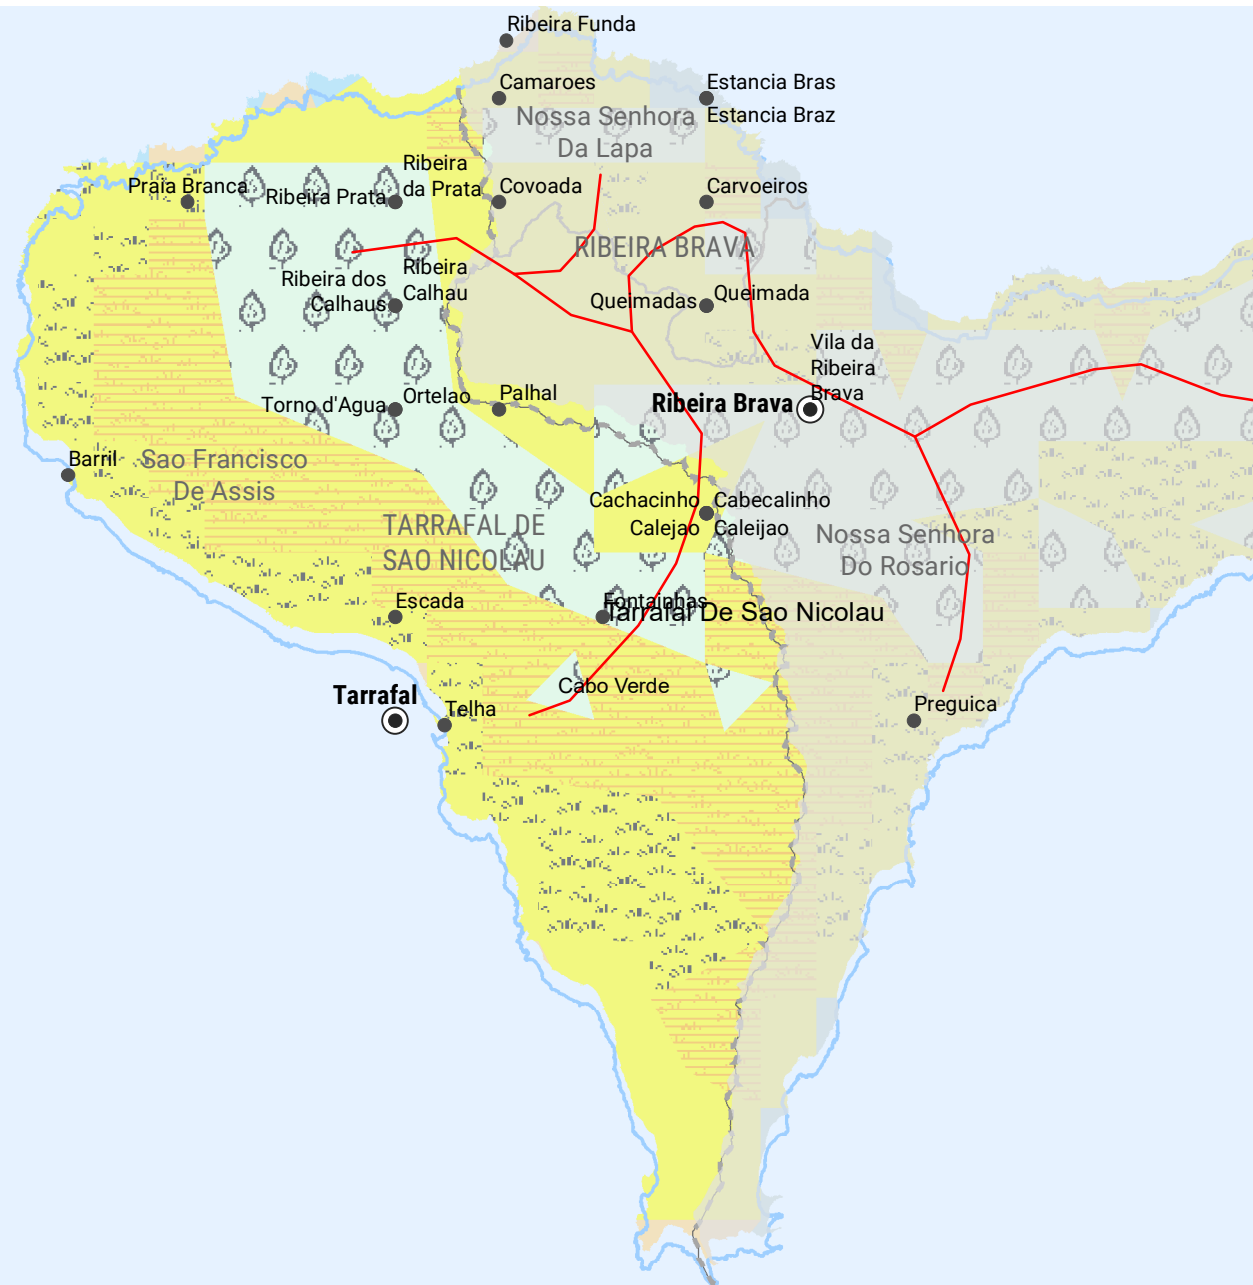 Ribeira Funda
Camaroes
Estancia Bras
Estancia Braz
Nossa Senhora
Da Lapa
Ribeira
da Prata
Praia Branca
Ribeira Prata
Covoada
Carvoeiros
RIBEIRA BRAVA
Ribeira dos
Calhaus
Ribeira
Calhau
Queimadas
Queimada
Vila da
Ribeira
Brava
Ribeira Brava
Torno d'Agua
Ortelao
Palhal
Barril
Sao Francisco
De Assis
TARRAFAL DE
SAO NICOLAU
Cachacinho
Calejao
Cabecalinho
Caleijao
Nossa Senhora
Do Rosario
Escada
Fontainhas
Tarrafal De Sao Nicolau
Cabo Verde
Tarrafal
Telha
Preguica